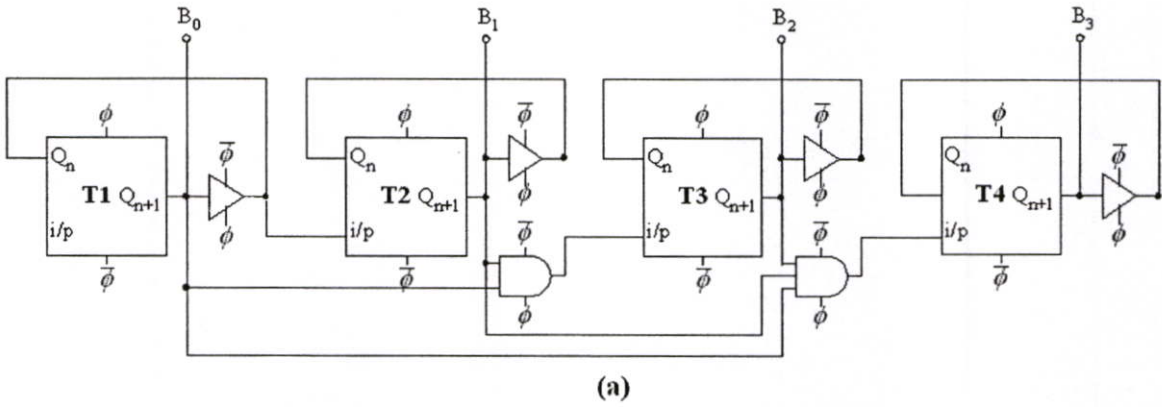 B0 B1 B2 B3
ϕ ϕ̅ ϕ ϕ̅ ϕ ϕ̅ ϕ ϕ̅
Qn T1 Qn+1 i/p
ϕ ϕ̅
Qn T2 Qn+1 i/p
ϕ ϕ̅
Qn T3 Qn+1 i/p
ϕ ϕ̅
Qn T4 Qn+1 i/p
ϕ ϕ̅
ϕ̅ ϕ
ϕ̅ ϕ
(a)